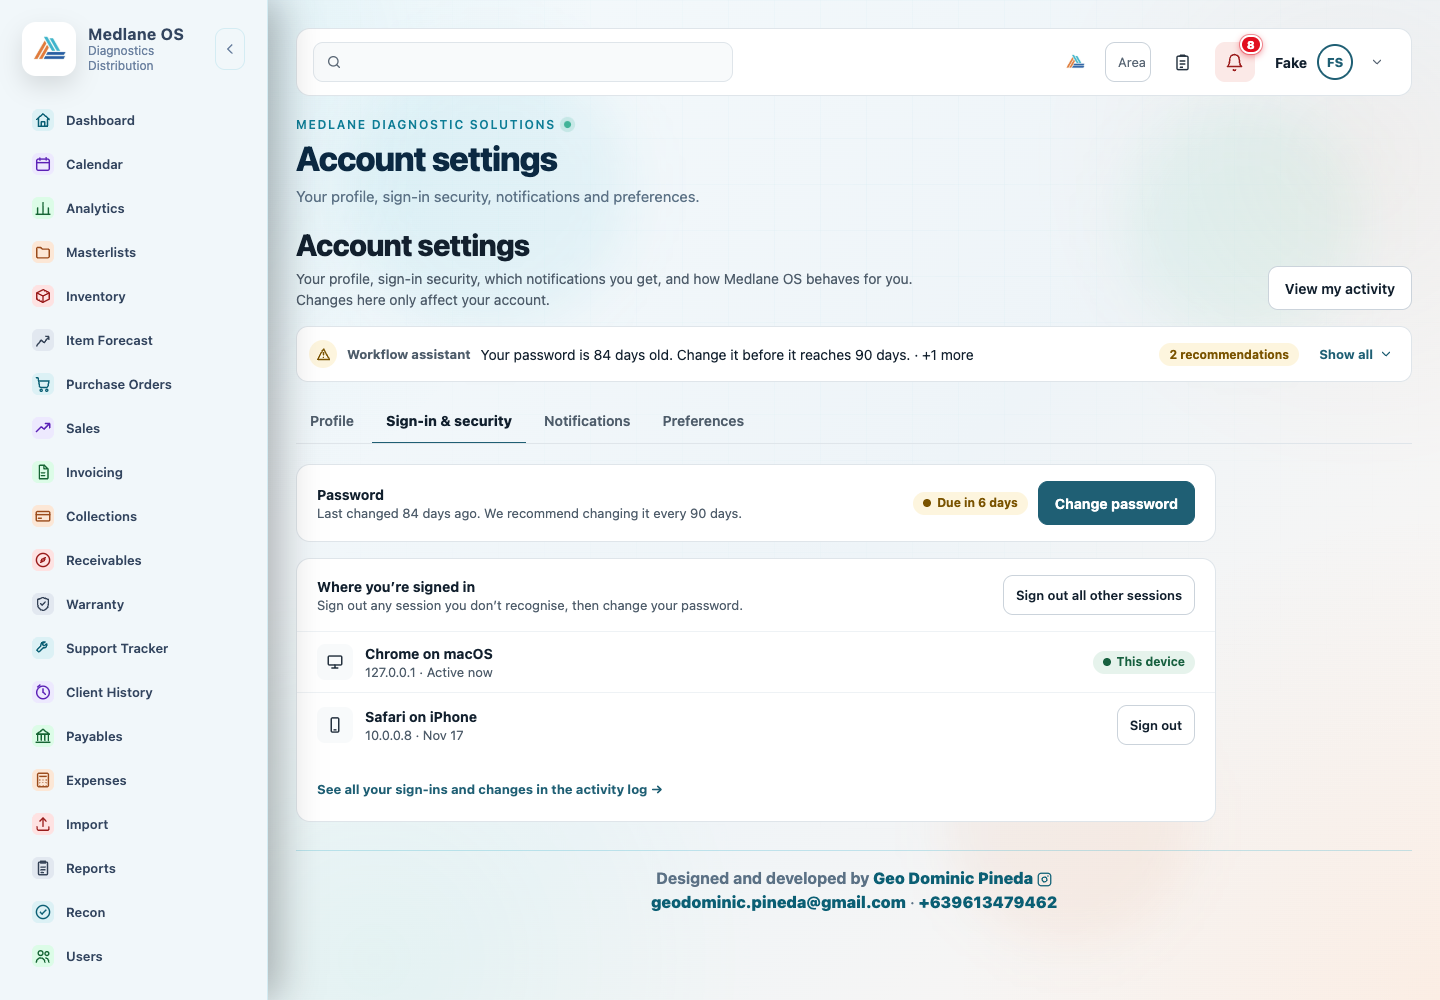 Medlane OS
Diagnostics
Distribution
Dashboard
Calendar
Analytics
Masterlists
Inventory
Item Forecast
Purchase Orders
Sales
Invoicing
Collections
Receivables
Warranty
Support Tracker
Client History
Payables
Expenses
Import
Reports
Recon
Users
Area
8
Fake
FS
MEDLANE DIAGNOSTIC SOLUTIONS
Account settings
Your profile, sign-in security, notifications and preferences.
Account settings
Your profile, sign-in security, which notifications you get, and how Medlane OS behaves for you.
Changes here only affect your account.
View my activity
Workflow assistant Your password is 84 days old. Change it before it reaches 90 days. · +1 more
2 recommendations
Show all
Profile
Sign-in & security
Notifications
Preferences
Password
Last changed 84 days ago. We recommend changing it every 90 days.
Due in 6 days
Change password
Where you’re signed in
Sign out any session you don’t recognise, then change your password.
Sign out all other sessions
Chrome on macOS
127.0.0.1 · Active now
This device
Safari on iPhone
10.0.0.8 · Nov 17
Sign out
See all your sign-ins and changes in the activity log →
Designed and developed by Geo Dominic Pineda
geodominic.pineda@gmail.com · +639613479462